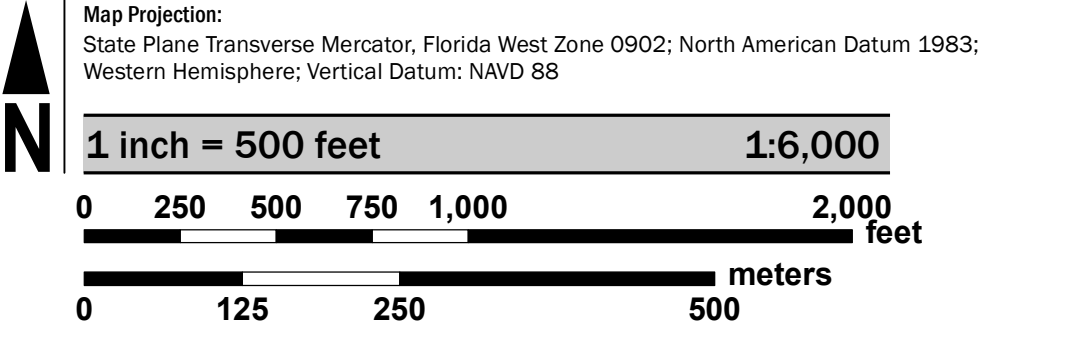 N
Map Projection:
State Plane Transverse Mercator, Florida West Zone 0902; North American Datum 1983;
Western Hemisphere; Vertical Datum: NAVD 88
1 inch = 500 feet 1:6,000
0 250 500 750 1,000 2,000
feet
meters
0 125 250 500